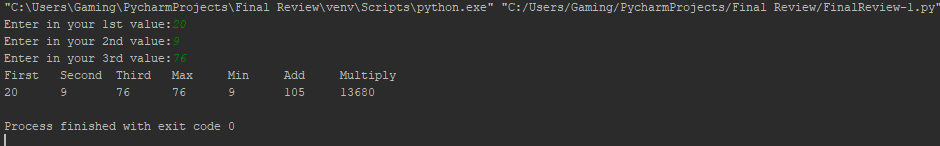 "C:\Users\Gaming\PycharmProjects\Final Review\venv\Scripts\python.exe" "C:/Users/Gaming/PycharmProjects/Final Review/FinalReview-1.py"
Enter in your 1st value:20
Enter in your 2nd value:9
Enter in your 3rd value:76
First Second Third Max Min Add Multiply
20 9 76 76 9 105 13680
Process finished with exit code 0